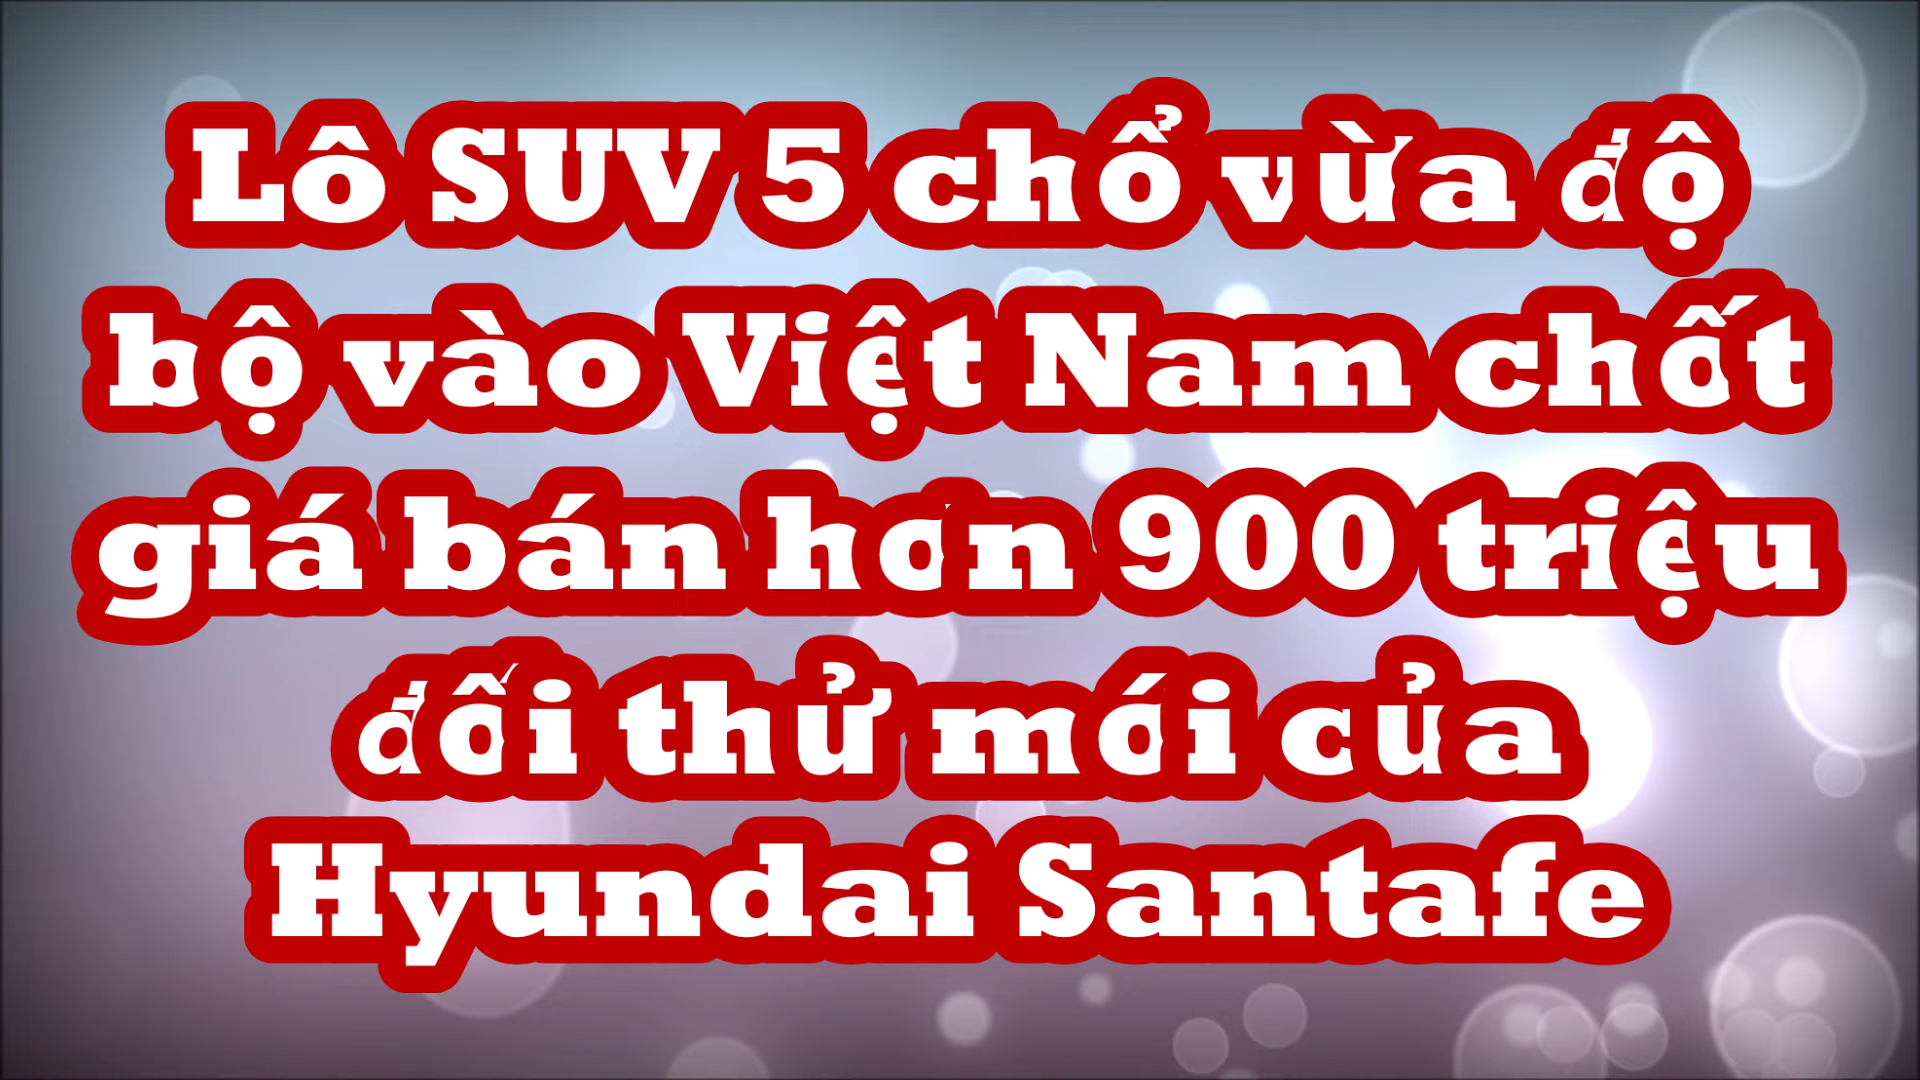 Lô SUV 5 chổ vừa độ
bộ vào Việt Nam chốt
giá bán hơn 900 triệu
đối thử mới của
Hyundai Santafe